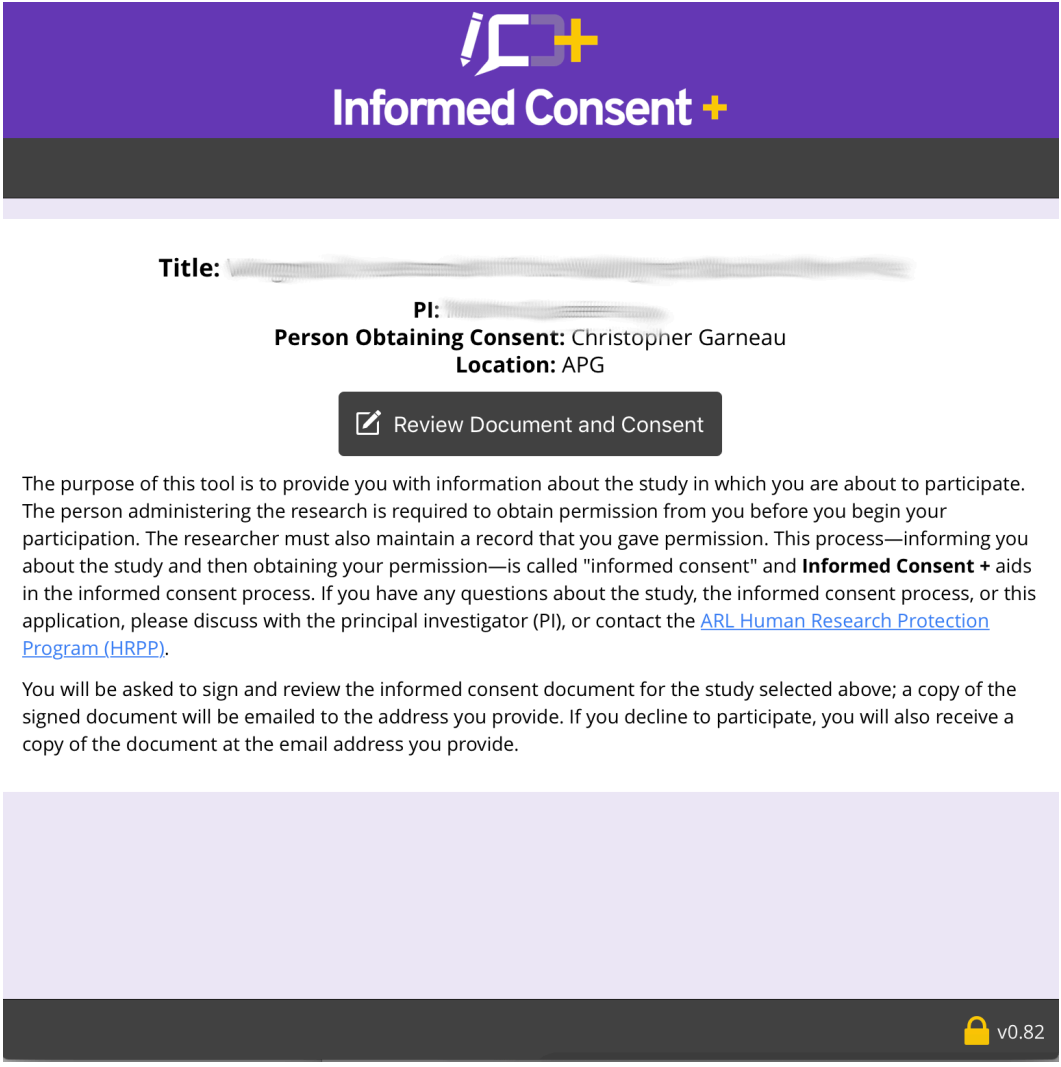 Informed Consent +
Title:
PI:
Person Obtaining Consent: Christopher Garneau
Location: APG
Review Document and Consent
The purpose of this tool is to provide you with information about the study in which you are about to participate.
The person administering the research is required to obtain permission from you before you begin your
participation. The researcher must also maintain a record that you gave permission. This process—informing you
about the study and then obtaining your permission—is called "informed consent" and Informed Consent + aids
in the informed consent process. If you have any questions about the study, the informed consent process, or this
application, please discuss with the principal investigator (PI), or contact the ARL Human Research Protection
Program (HRPP).
You will be asked to sign and review the informed consent document for the study selected above; a copy of the
signed document will be emailed to the address you provide. If you decline to participate, you will also receive a
copy of the document at the email address you provide.
v0.82